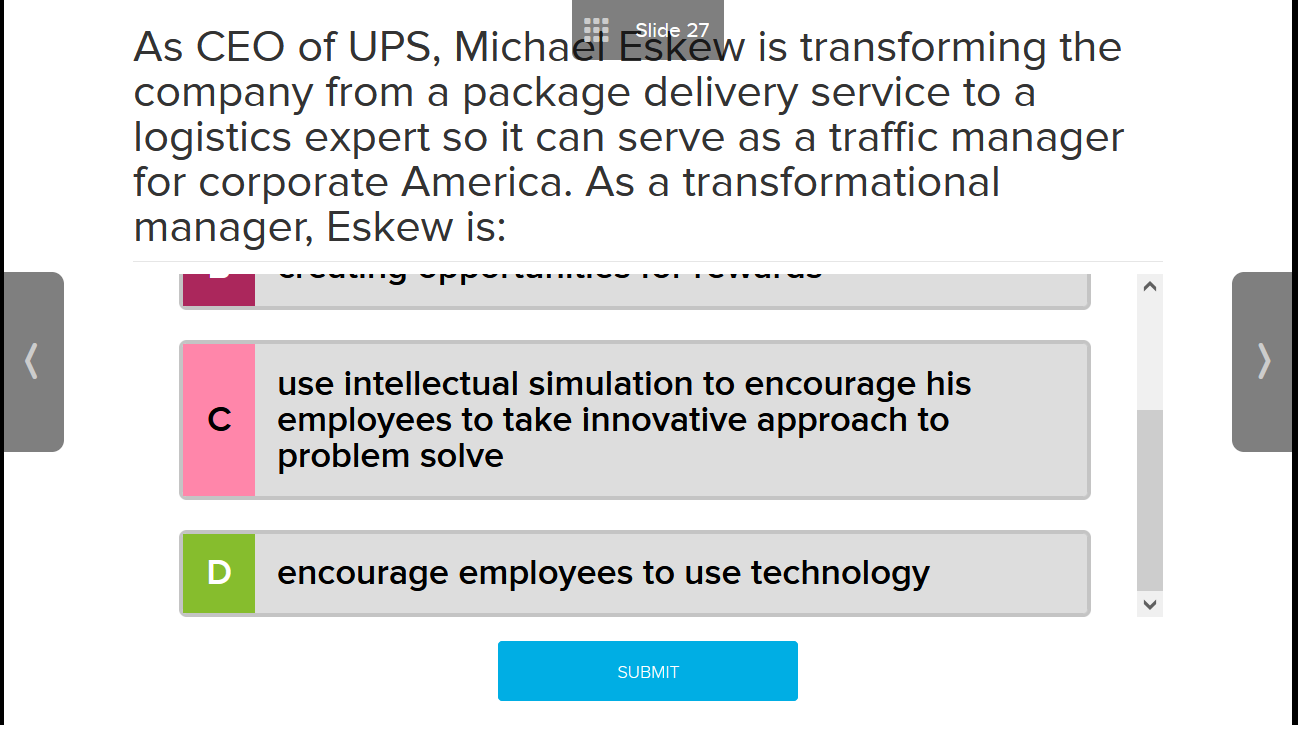 Slide 27
As CEO of UPS, Michael Eskew is transforming the
company from a package delivery service to a
logistics expert so it can serve as a traffic manager
for corporate America. As a transformational
manager, Eskew is:
creating opportunities for rewards
C
use intellectual simulation to encourage his
employees to take innovative approach to
problem solve
D
encourage employees to use technology
SUBMIT